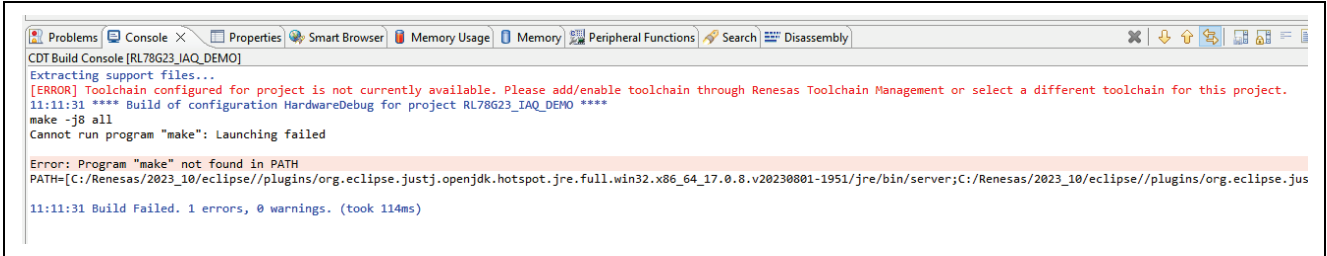 Problems Console Properties Smart Browser Memory Usage Memory Peripheral Functions Search Disassembly
CDT Build Console [RL78G23_IAQ_DEMO]
Extracting support files...
[ERROR] Toolchain configured for project is not currently available. Please add/enable toolchain through Renesas Toolchain Management or select a different toolchain for this project.
11:11:31 **** Build of configuration HardwareDebug for project RL78G23_IAQ_DEMO ****
make -j8 all
Cannot run program "make": Launching failed
Error: Program "make" not found in PATH
PATH=[C:/Renesas/2023_10/eclipse//plugins/org.eclipse.justj.openjdk.hotspot.jre.full.win32.x86_64_17.0.8.v20230801-1951/jre/bin/server;C:/Renesas/2023_10/eclipse//plugins/org.eclipse.jus
11:11:31 Build Failed. 1 errors, 0 warnings. (took 114ms)